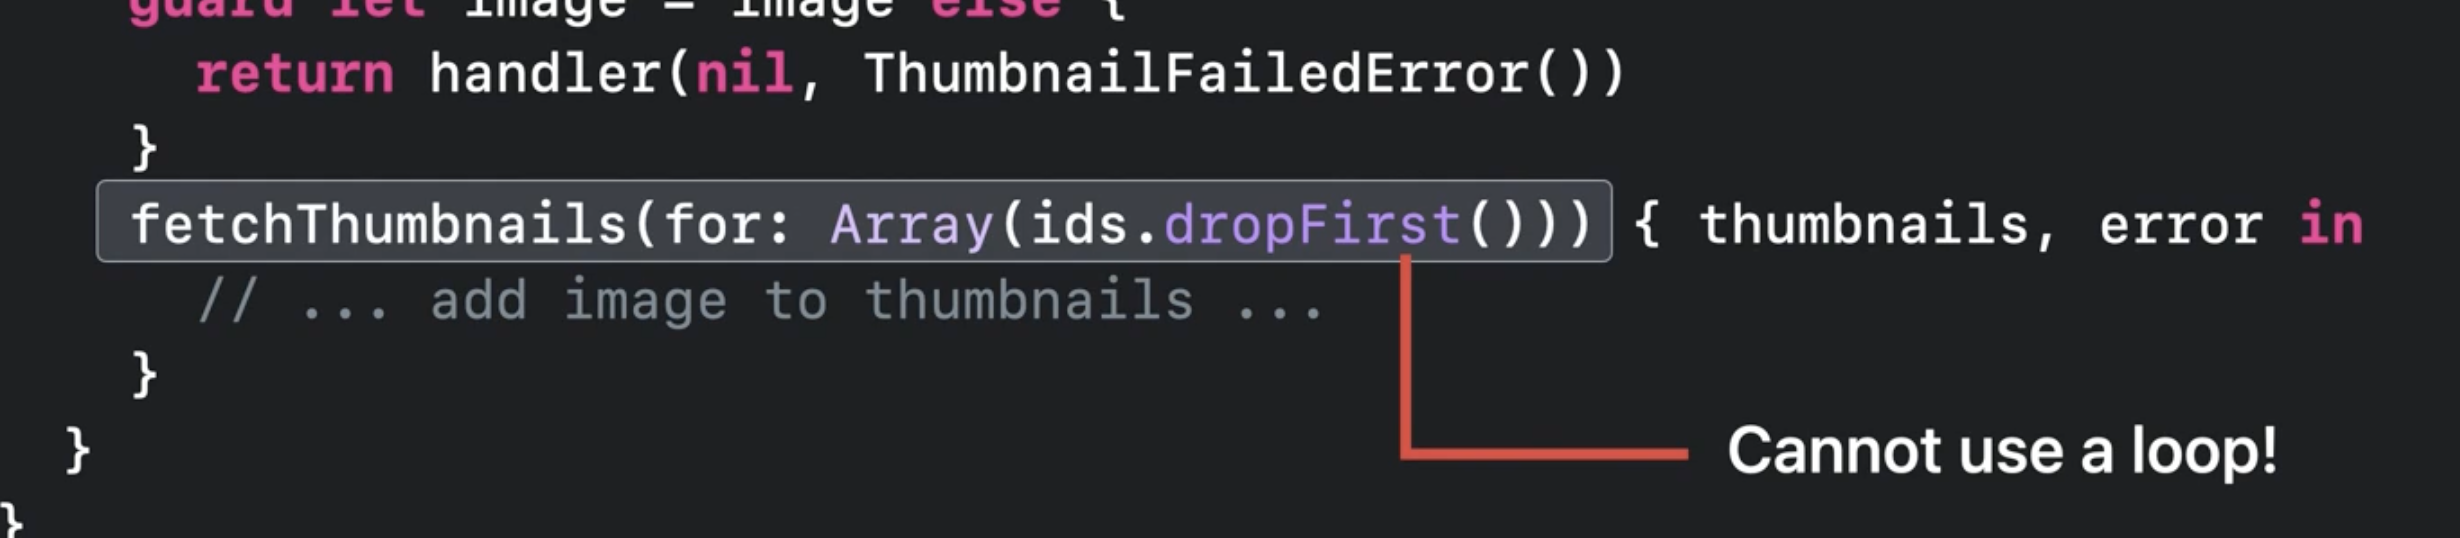 guard let image = image else {
return handler(nil, ThumbnailFailedError())
}
fetchThumbnails(for: Array(ids.dropFirst())) { thumbnails, error in
// ... add image to thumbnails ...
}
}
Cannot use a loop!
}